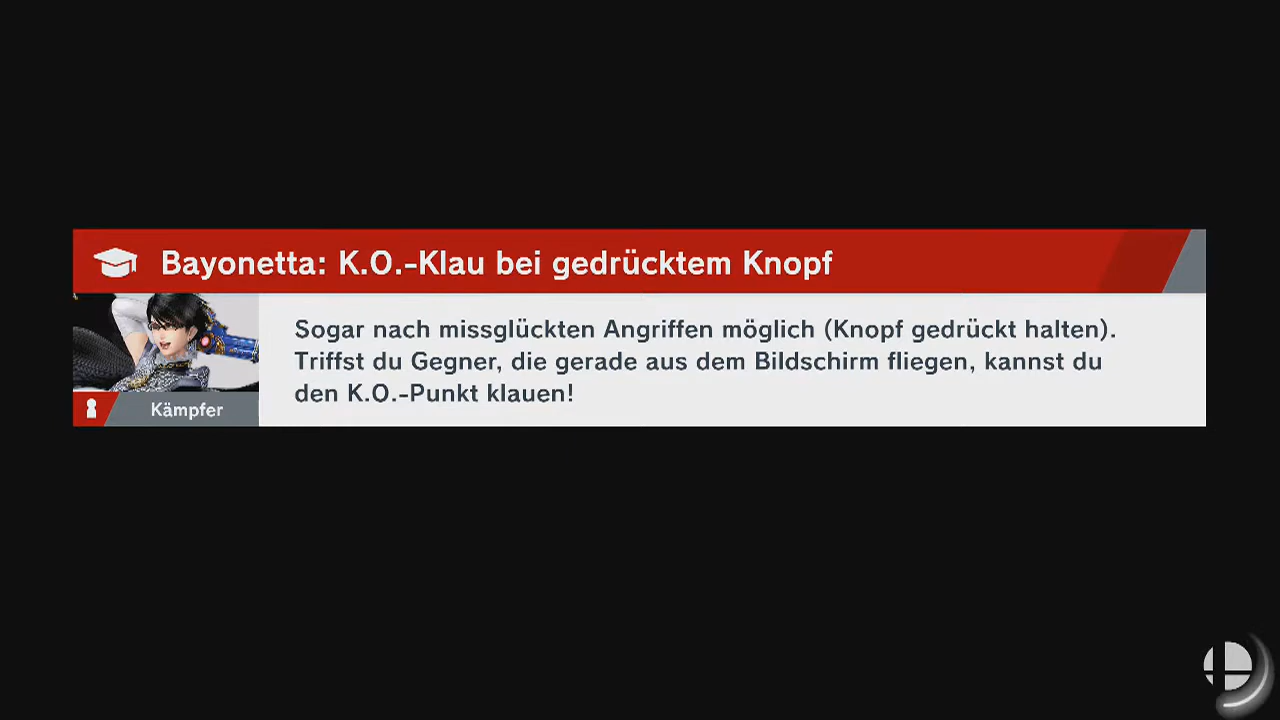 Bayonetta: K.O.-Klau bei gedrücktem Knopf
Sogar nach missglückten Angriffen möglich (Knopf gedrückt halten).
Triffst du Gegner, die gerade aus dem Bildschirm fliegen, kannst du
den K.O.-Punkt klauen!
Kämpfer